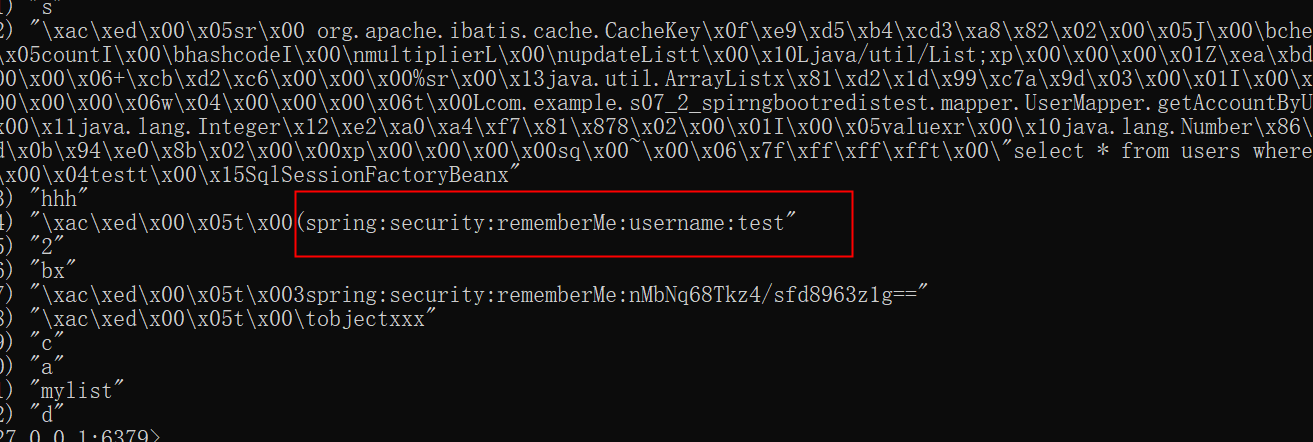 1) "s"
2) "\xac\xed\x00\x05sr\x00 org.apache.ibatis.cache.CacheKey\x0f\xe9\xd5\xb4\xcd3\xa8\x82\x02\x00\x05J\x00\bche
\x05countI\x00\bhashcodeI\x00\nmultiplierL\x00\nupdateListt\x00\x10Ljava/util/List;xp\x00\x00\x00\x01Z\xea\xbd
00\x00\x06+\xcb\xd2\xc6\x00\x00\x00%sr\x00\x13java.util.ArrayListx\x81\xd2\x1d\x99\xc7a\x9d\x03\x00\x01I\x00\x
00\x00\x00\x06w\x04\x00\x00\x00\x06t\x00Lcom.example.s07_2_spirngbootredistest.mapper.UserMapper.getAccountByU
x00\x11java.lang.Integer\x12\xe2\xa0\xa4\xf7\x81\x878\x02\x00\x01I\x00\x05valuexr\x00\x10java.lang.Number\x86\
d\x0b\x94\xe0\x8b\x02\x00\x00xp\x00\x00\x00\x00sq\x00~\x00\x06\x7f\xff\xff\xfft\x00\"select * from users where
\x00\x04testt\x00\x15SqlSessionFactoryBeanx"
3) "hhh"
4) "\xac\xed\x00\x05t\x00(spring:security:rememberMe:username:test"
5) "2"
6) "bx"
7) "\xac\xed\x00\x05t\x003spring:security:rememberMe:nMbNq68Tkz4/sfd8963z1g=="
8) "\xac\xed\x00\x05t\x00\tobjectxxx"
9) "c"
0) "a"
1) "mylist"
2) "d"
27.0.0.1:6379>